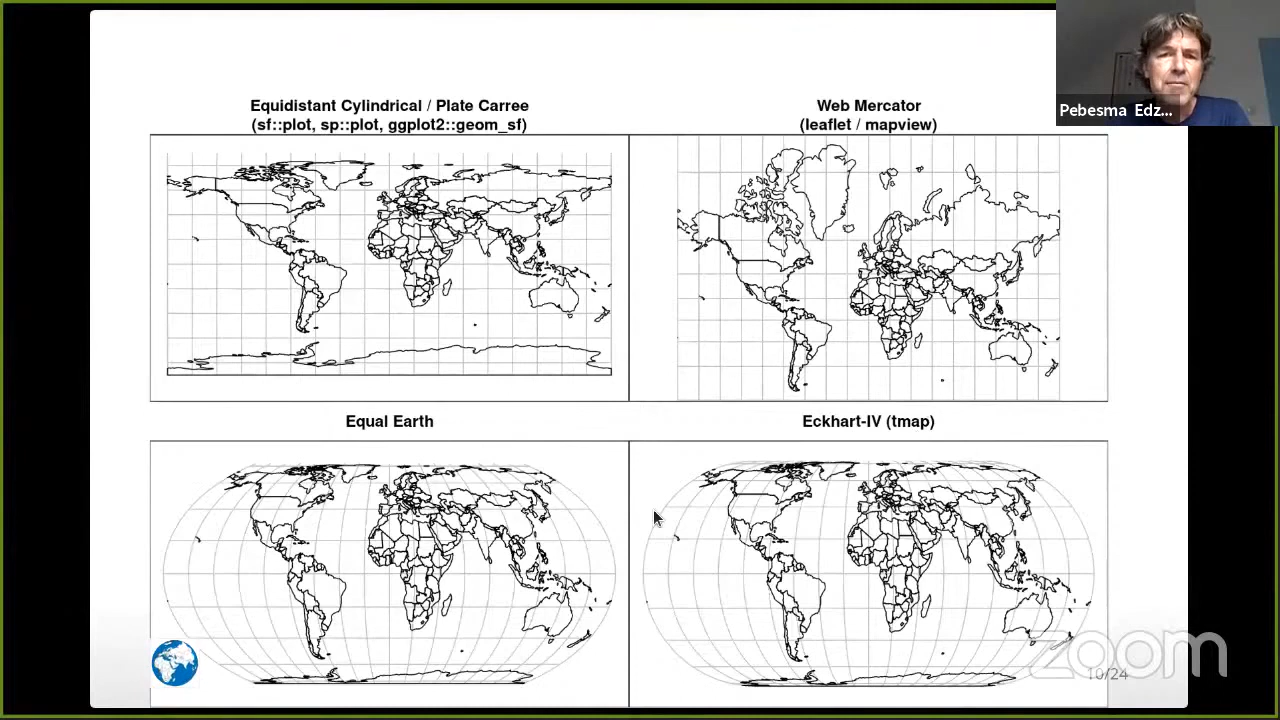 Equidistant Cylindrical / Plate Carree
(sf::plot, sp::plot, ggplot2::geom_sf)
Web Mercator
(leaflet / mapview)
Pebesma Edz...
Equal Earth
Eckhart-IV (tmap)
zoom
10/24